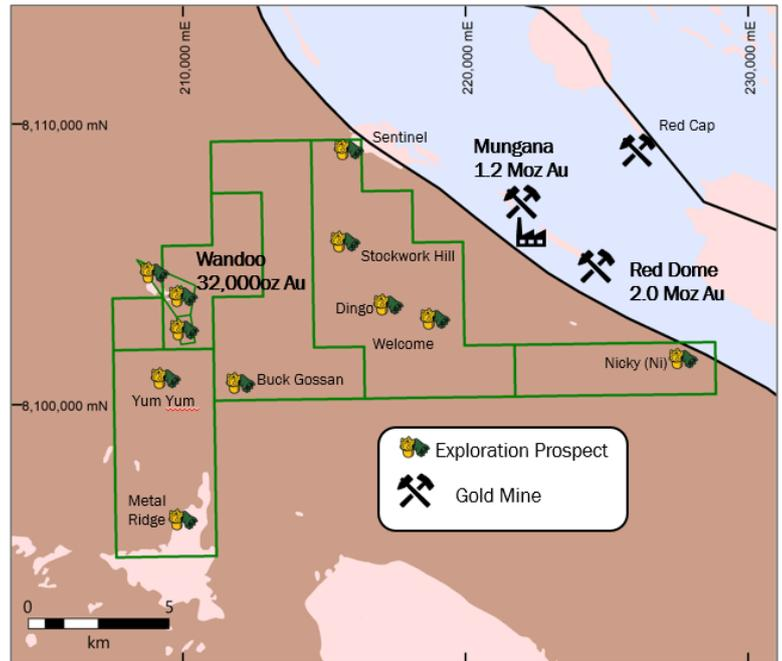 210,000 mE
220,000 mE
230,000 mE
8,110,000 mN
Sentinel
Red Cap
Mungana
1.2 Moz Au
Wandoo
32,000oz Au
Stockwork Hill
Red Dome
2.0 Moz Au
Dingo
Welcome
Nicky (Ni)
Buck Gossan
Yum Yum
8,100,000 mN
Exploration Prospect
Gold Mine
Metal
Ridge
0 5
km